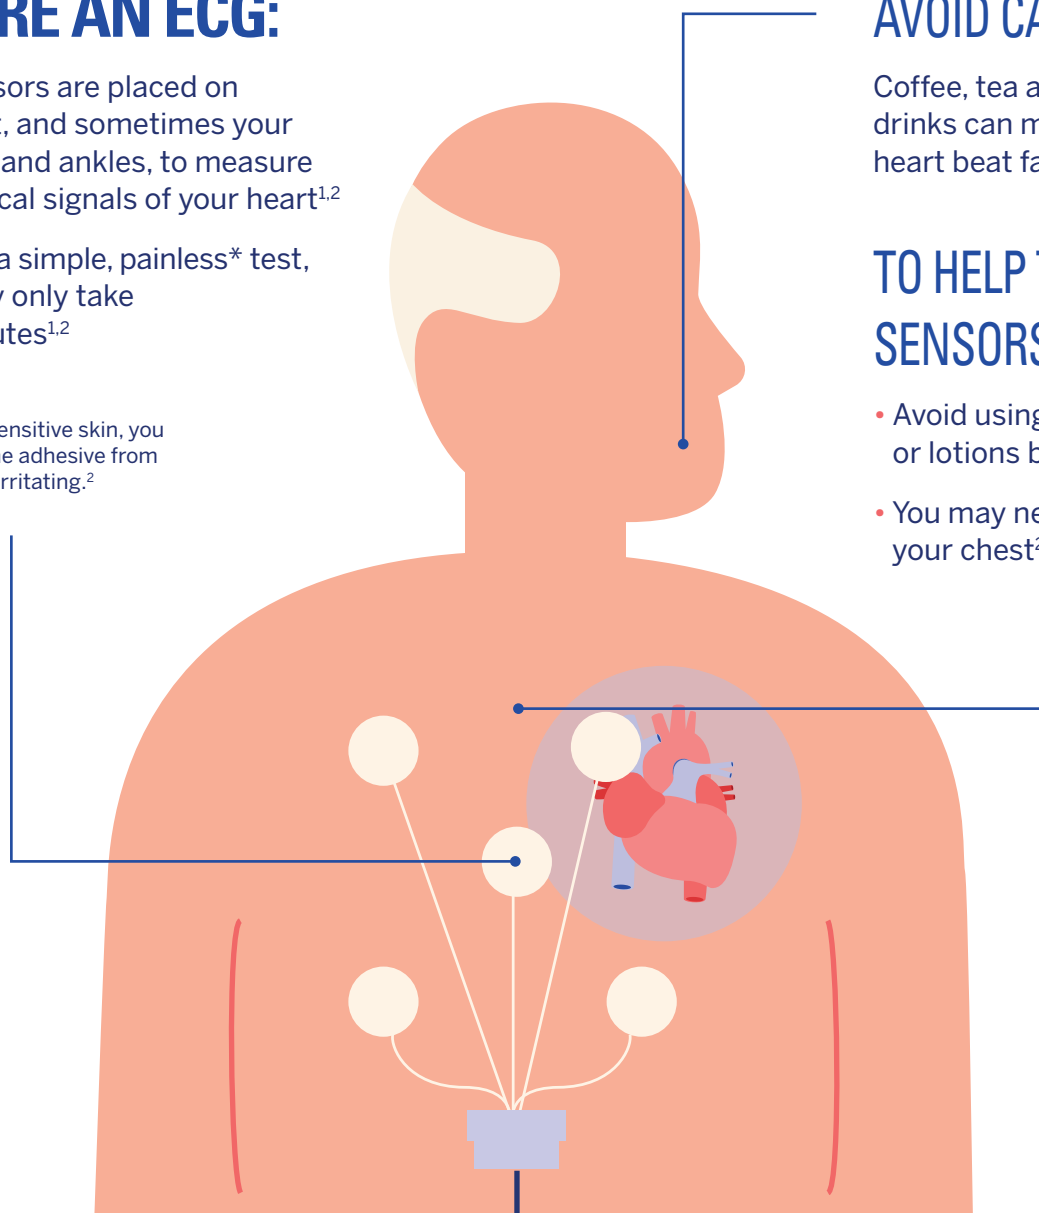 RE AN ECG:
sors are placed on
, and sometimes your
and ankles, to measure
cal signals of your heart1,2
a simple, painless* test,
only take
utes1,2
ensitive skin, you
e adhesive from
rritating.2
AVOID CA
Coffee, tea a
drinks can m
heart beat fa
TO HELP
SENSORS
• Avoid using
or lotions b
• You may ne
your chest2